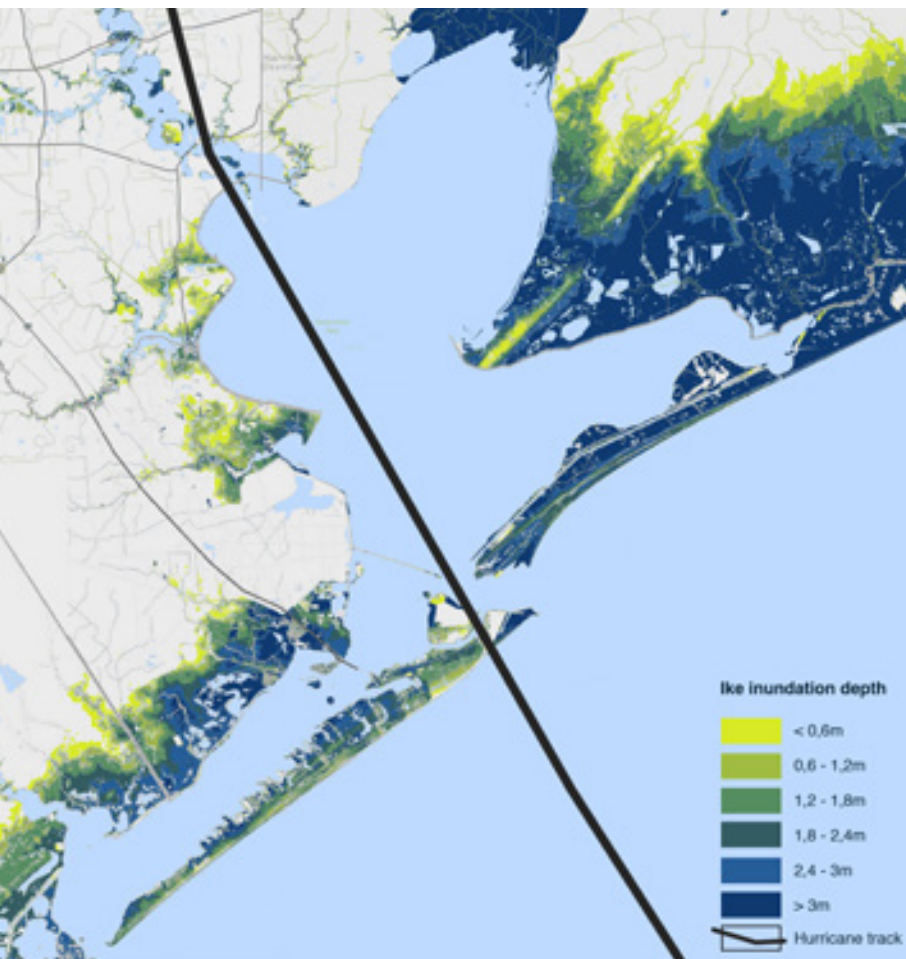 Ike inundation depth
< 0,6m
0,6 - 1,2m
1,2 - 1,8m
1,8 - 2,4m
2,4 - 3m
> 3m
Hurricane track